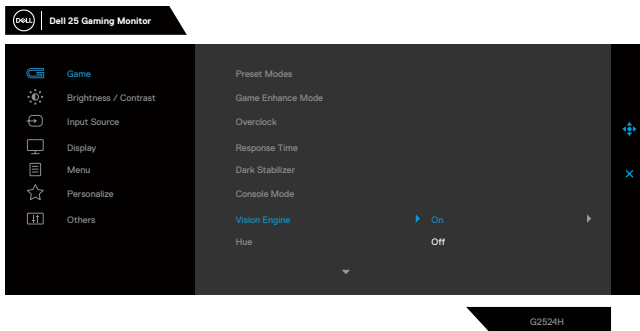 DELL
Dell 25 Gaming Monitor
Game
Brightness / Contrast
Input Source
Display
Menu
Personalize
Others
Preset Modes
Game Enhance Mode
Overclock
Response Time
Dark Stabilizer
Console Mode
Vision Engine On
Hue Off
G2524H